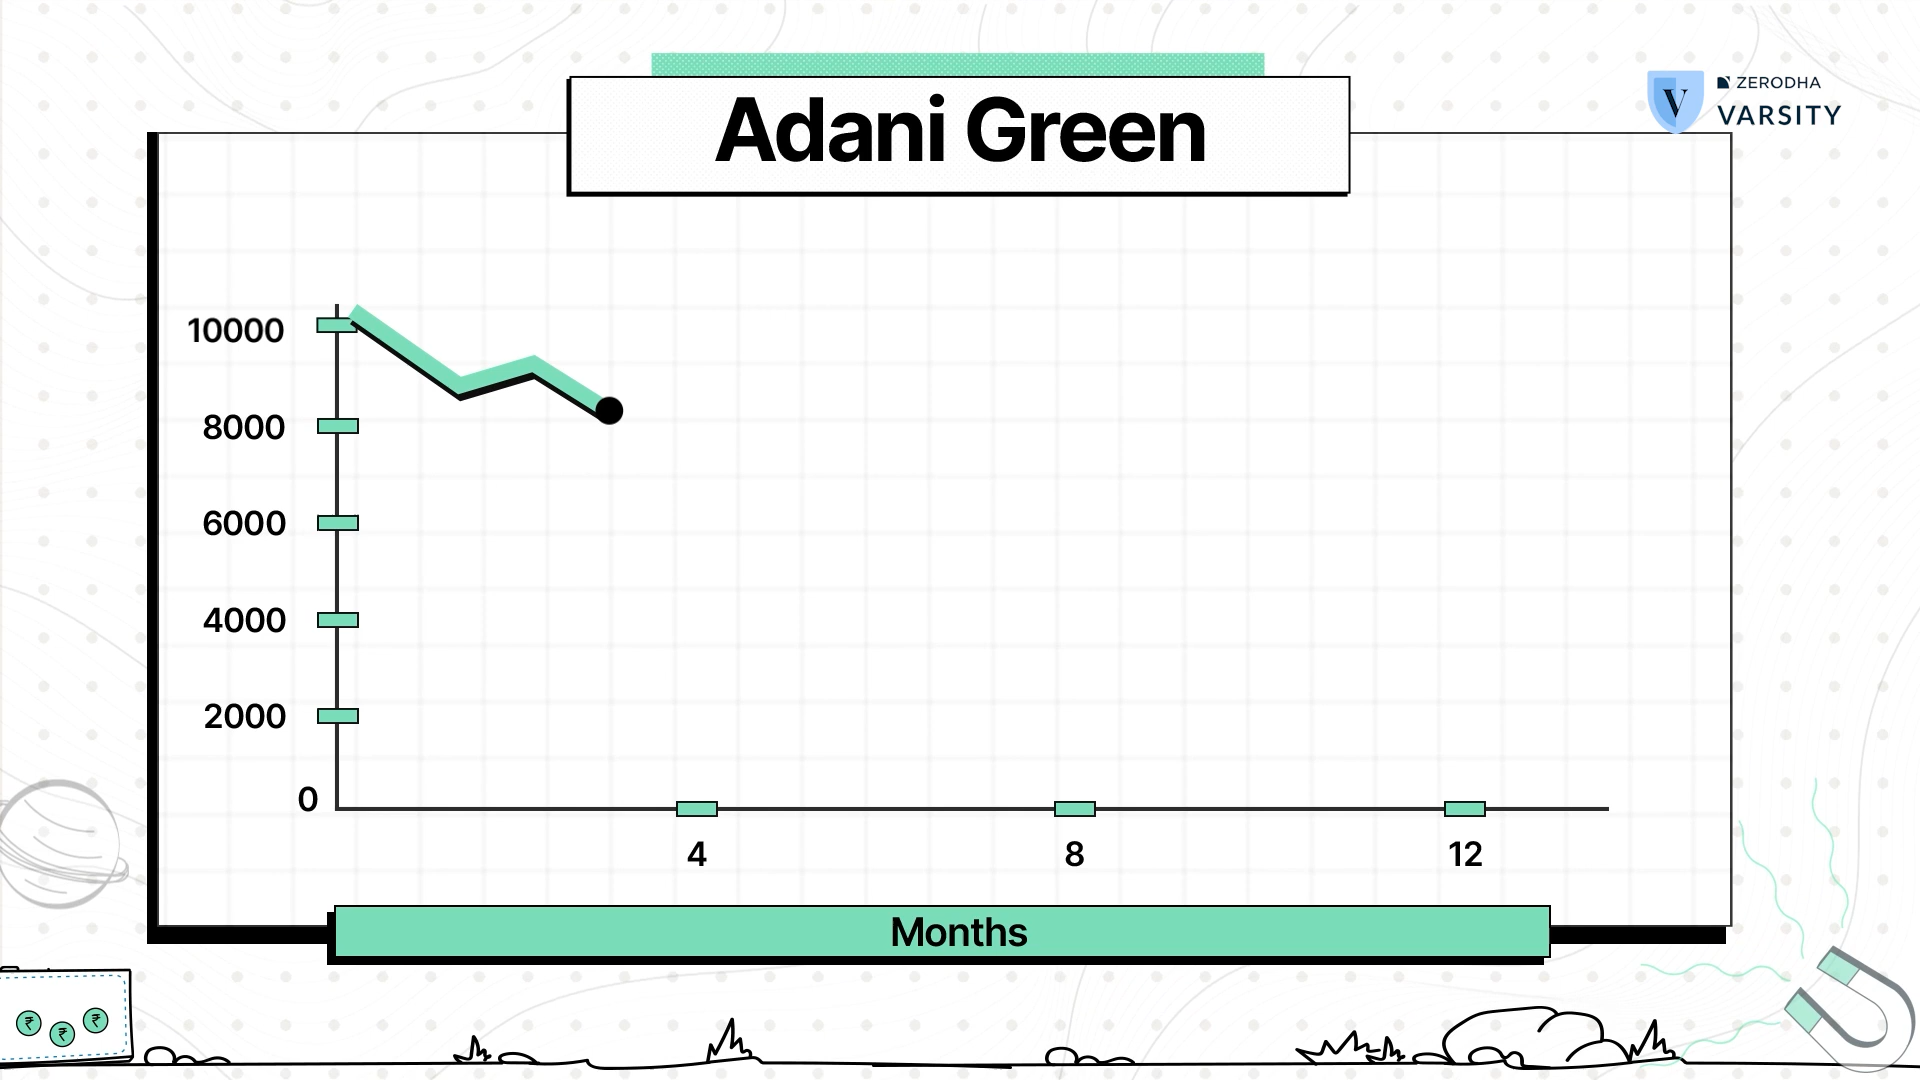 Adani Green
ZERODHA
V VARSITY
10000
8000
6000
4000
2000
0
4 8 12
Months
₹ ₹ ₹